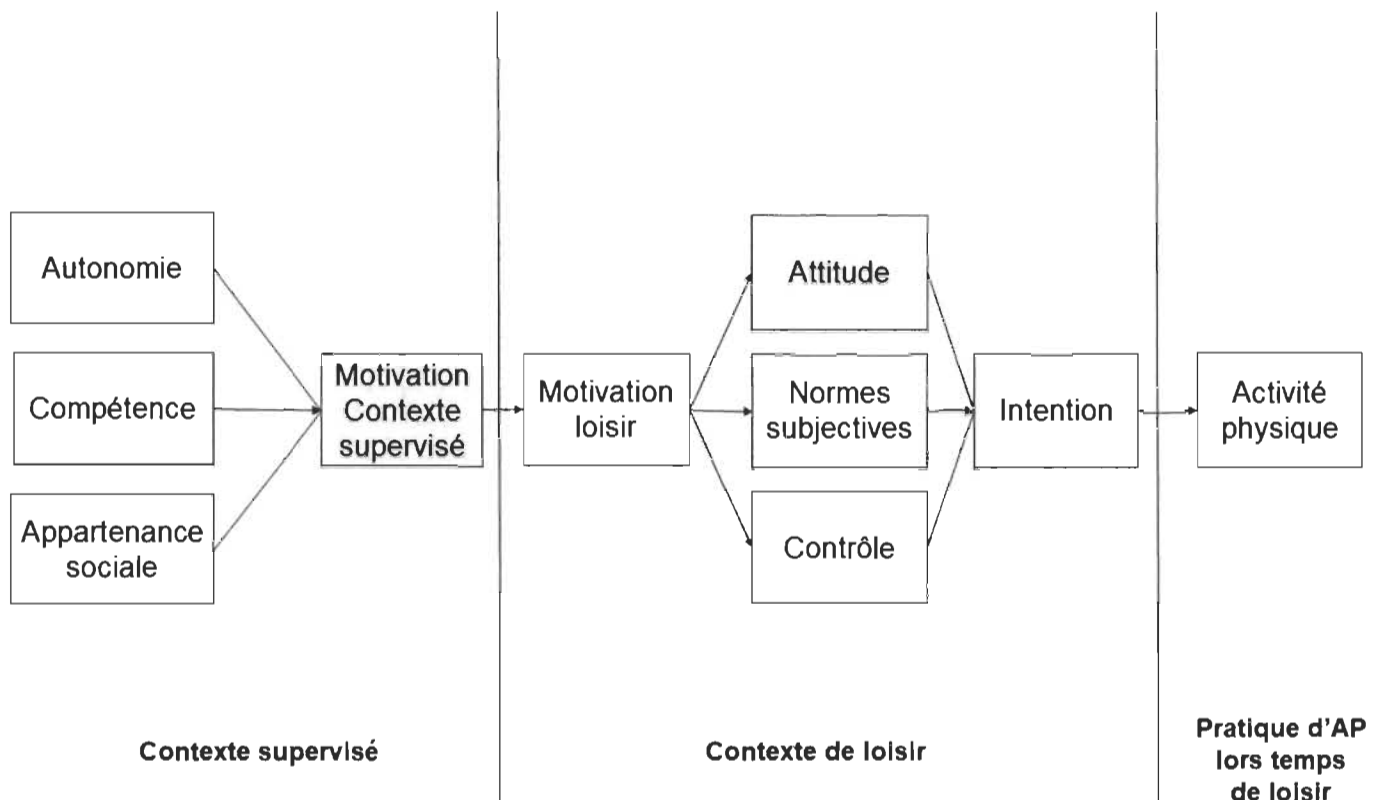 Autonomie
Compétence
Appartenance
sociale
Motivation
Contexte
supervisé
Motivation
loisir
Attitude
Normes
subjectives
Contrôle
Intention
Activité
physique
Contexte supervisé
Contexte de loisir
Pratique d'AP
lors temps
de loisir